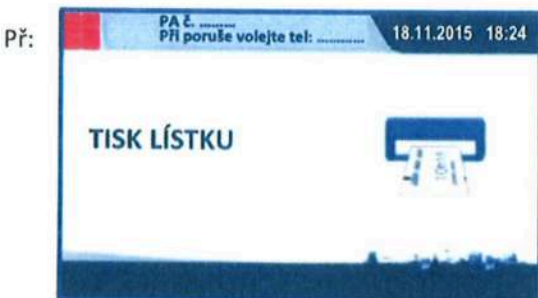 Př:
PA č. .........
Při poruše volejte tel: ............
18.11.2015 18:24
TISK LÍSTKU